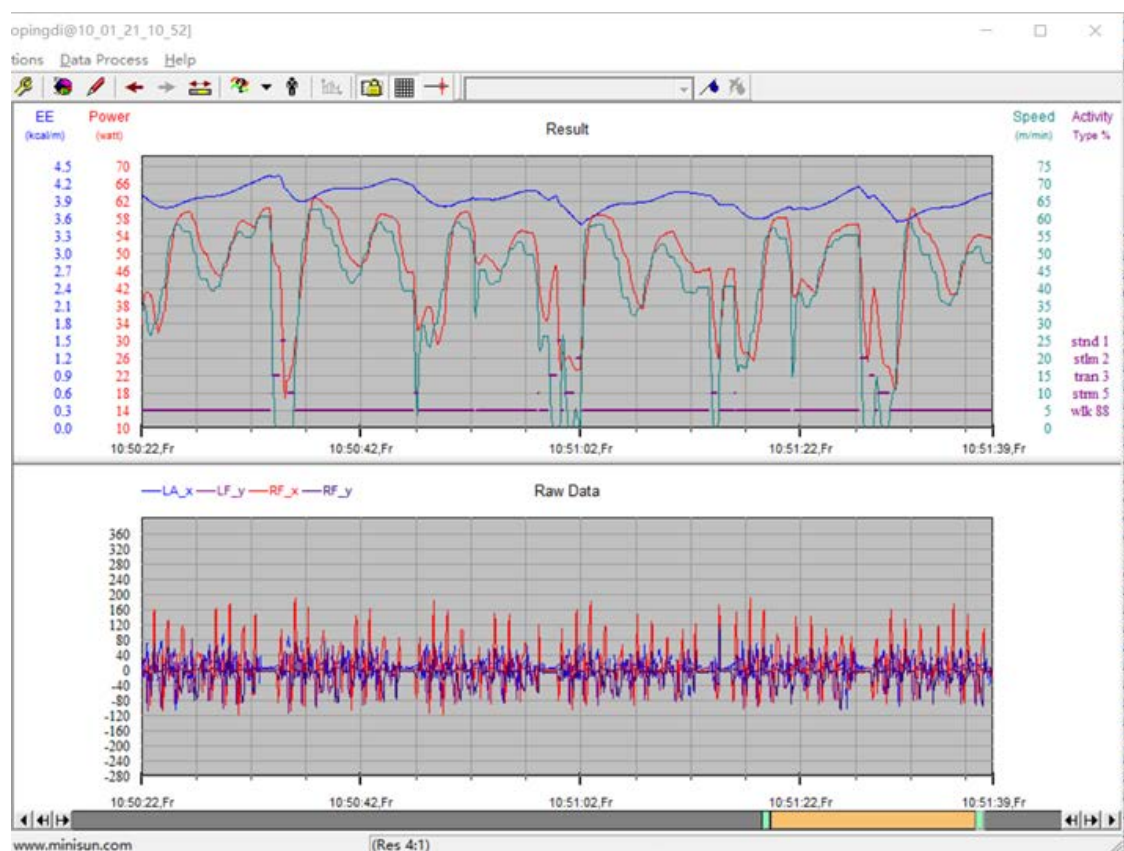 opingdi@10_01_21_10_52]
tions Data Process Help
EE Power Result Speed Activity
(kcal/m) (watt) (m/min) Type %
4.5 70 75
4.2 66 70
3.9 62 65
3.6 58 60
3.3 54 55
3.0 50 50
2.7 46 45
2.4 42 40
2.1 38 35
1.8 34 30
1.5 30 25 stnd 1
1.2 26 20 stlm 2
0.9 22 15 tran 3
0.6 18 10 strm 5
0.3 14 5 wlk 88
0.0 10 0
10:50:22,Fr 10:50:42,Fr 10:51:02,Fr 10:51:22,Fr 10:51:39,Fr
LA_x LF_y RF_x RF_y Raw Data
360
320
280
240
200
160
120
80
40
0
-40
-80
-120
-160
-200
-240
-280
10:50:22,Fr 10:50:42,Fr 10:51:02,Fr 10:51:22,Fr 10:51:39,Fr
www.minisun.com (Res 4:1)